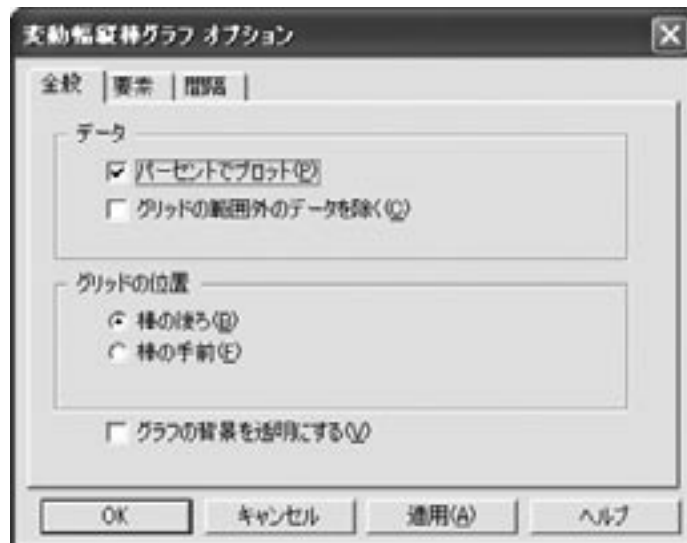 変動幅縦棒グラフ オプション
全般 要素 間隔
データ
パーセントでプロット(P)
グリッドの範囲外のデータを除く(C)
グリッドの位置
棒の後ろ(B)
棒の手前(F)
グラフの背景を透明にする(V)
OK キャンセル 適用(A) ヘルプ